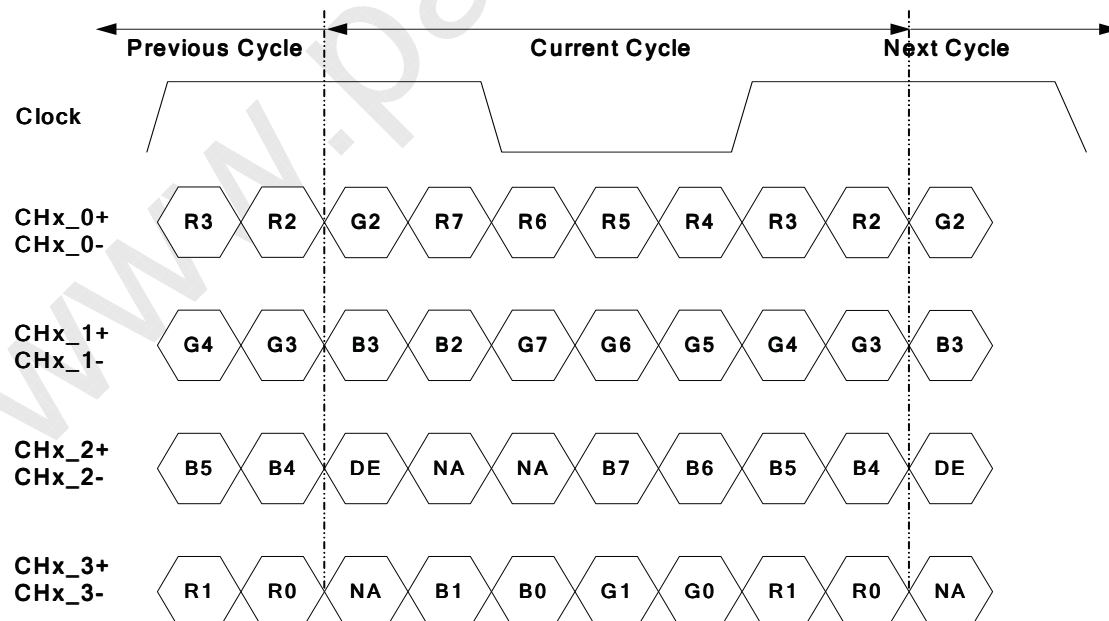 Previous Cycle Current Cycle Next Cycle
Clock
CHx_0+
CHx_0-
R3 R2 G2 R7 R6 R5 R4 R3 R2 G2
CHx_1+
CHx_1-
G4 G3 B3 B2 G7 G6 G5 G4 G3 B3
CHx_2+
CHx_2-
B5 B4 DE NA NA B7 B6 B5 B4 DE
CHx_3+
CHx_3-
R1 R0 NA B1 B0 G1 G0 R1 R0 NA
www.pa